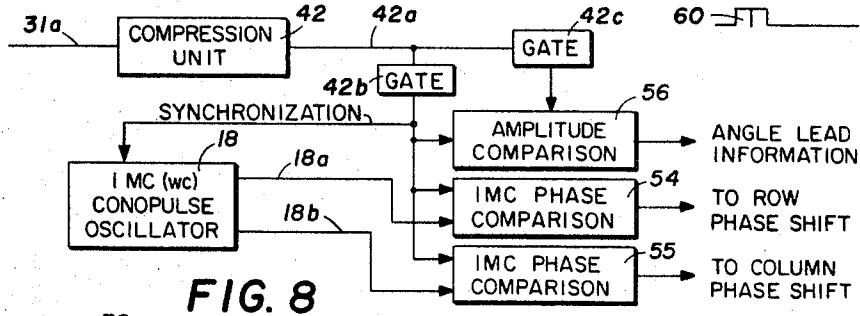 31a
COMPRESSION
UNIT
42
42a
42c
GATE
60
42b
GATE
SYNCHRONIZATION
56
AMPLITUDE
COMPARISON
ANGLE LEAD
INFORMATION
18
1 MC (wc)
CONOPULSE
OSCILLATOR
18a
18b
54
IMC PHASE
COMPARISON
TO ROW
PHASE SHIFT
55
IMC PHASE
COMPARISON
TO COLUMN
PHASE SHIFT
FIG. 8